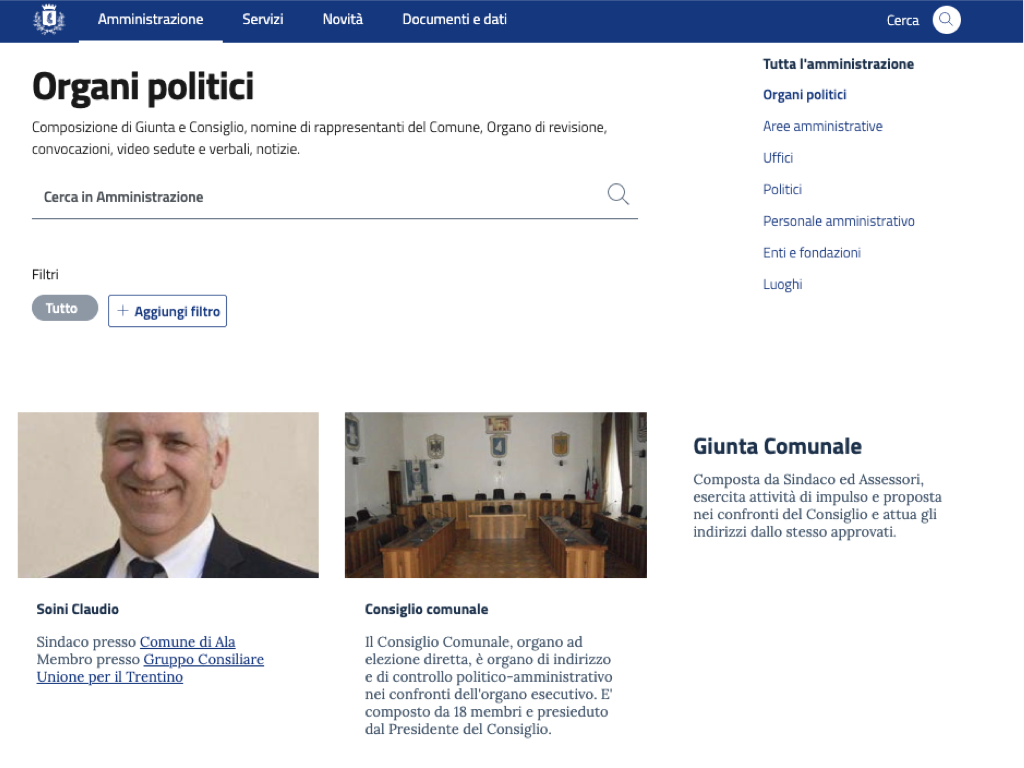 Amministrazione
Servizi
Novità
Documenti e dati
Cerca
Organi politici
Composizione di Giunta e Consiglio, nomine di rappresentanti del Comune, Organo di revisione,
convocazioni, video sedute e verbali, notizie.
Cerca in Amministrazione
Filtri
Tutto
Aggiungi filtro
Tutta l'amministrazione
Organi politici
Aree amministrative
Uffici
Politici
Personale amministrativo
Enti e fondazioni
Luoghi
Soini Claudio
Sindaco presso Comune di Ala
Membro presso Gruppo Consiliare
Unione per il Trentino
Consiglio comunale
Il Consiglio Comunale, organo ad
elezione diretta, è organo di indirizzo
e di controllo politico-amministrativo
nei confronti dell'organo esecutivo. E'
composto da 18 membri e presieduto
dal Presidente del Consiglio.
Giunta Comunale
Composta da Sindaco ed Assessori,
esercita attività di impulso e proposta
nei confronti del Consiglio e attua gli
indirizzi dallo stesso approvati.